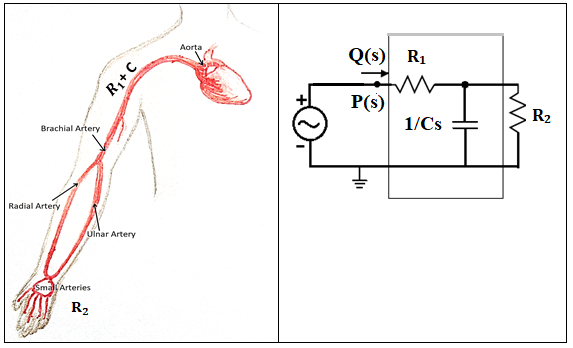 Aorta
R₁+ C
Brachial Artery
Radial Artery
Ulnar Artery
Small Arteries
R₂
Q(s) R₁
P(s)
+
1/Cs
R₂
-